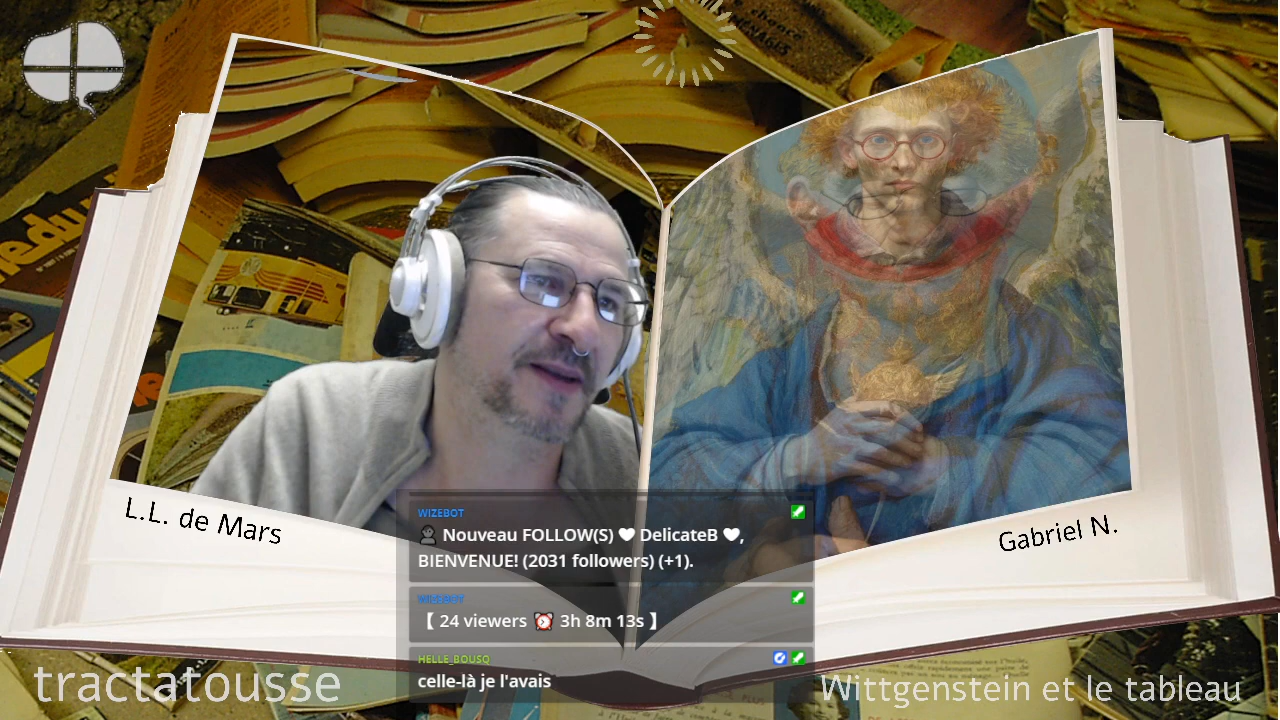 e.du
L.L. de Mars
Gabriel N.
WIZEBOT
Nouveau FOLLOW(S) 🤍 DelicateB 🤍,
BIENVENUE! (2031 followers) (+1).
WIZEBOT
【 24 viewers ⏰ 3h 8m 13s 】
HELLE_BOUSQ
celle-là je l'avais
tractatousse
Wittgenstein et le tableau